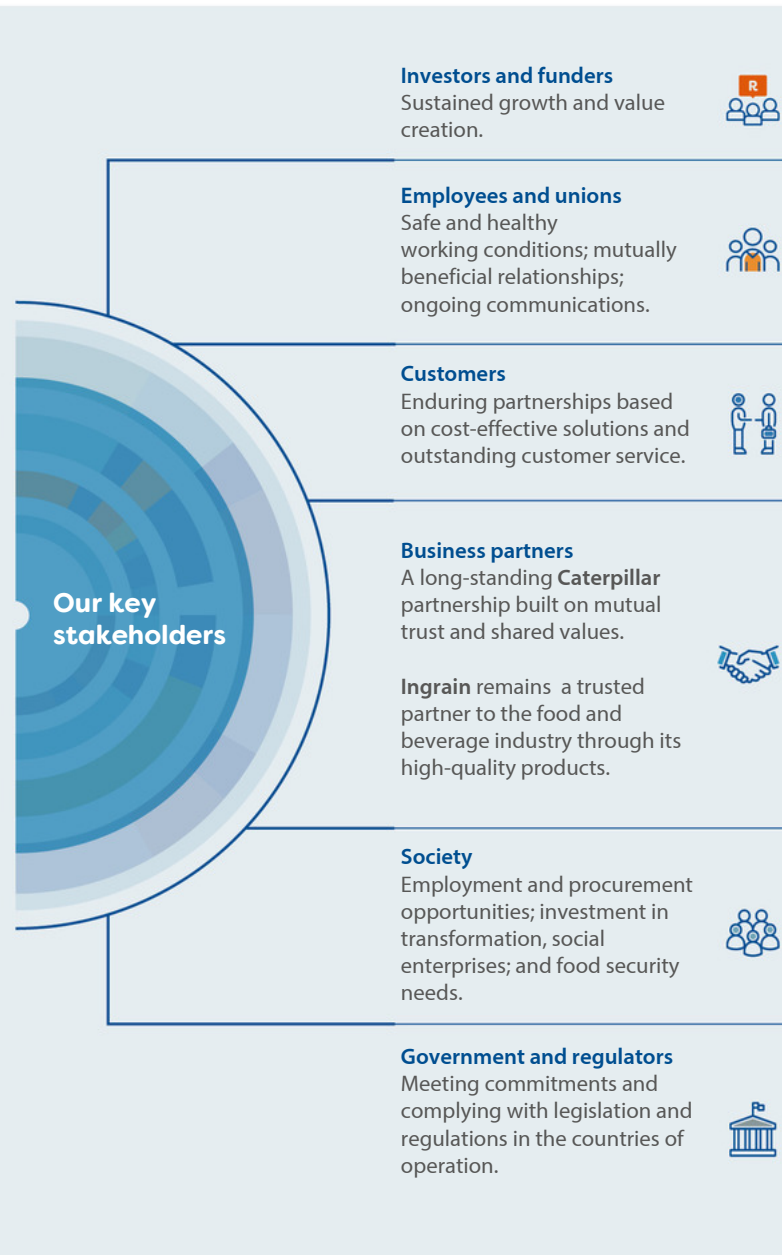 Investors and funders
Sustained growth and value
creation.
R
Employees and unions
Safe and healthy
working conditions; mutually
beneficial relationships;
ongoing communications.
Customers
Enduring partnerships based
on cost-effective solutions and
outstanding customer service.
Business partners
A long-standing Caterpillar
partnership built on mutual
trust and shared values.
Ingrain remains a trusted
partner to the food and
beverage industry through its
high-quality products.
Our key
stakeholders
Society
Employment and procurement
opportunities; investment in
transformation, social
enterprises; and food security
needs.
Government and regulators
Meeting commitments and
complying with legislation and
regulations in the countries of
operation.